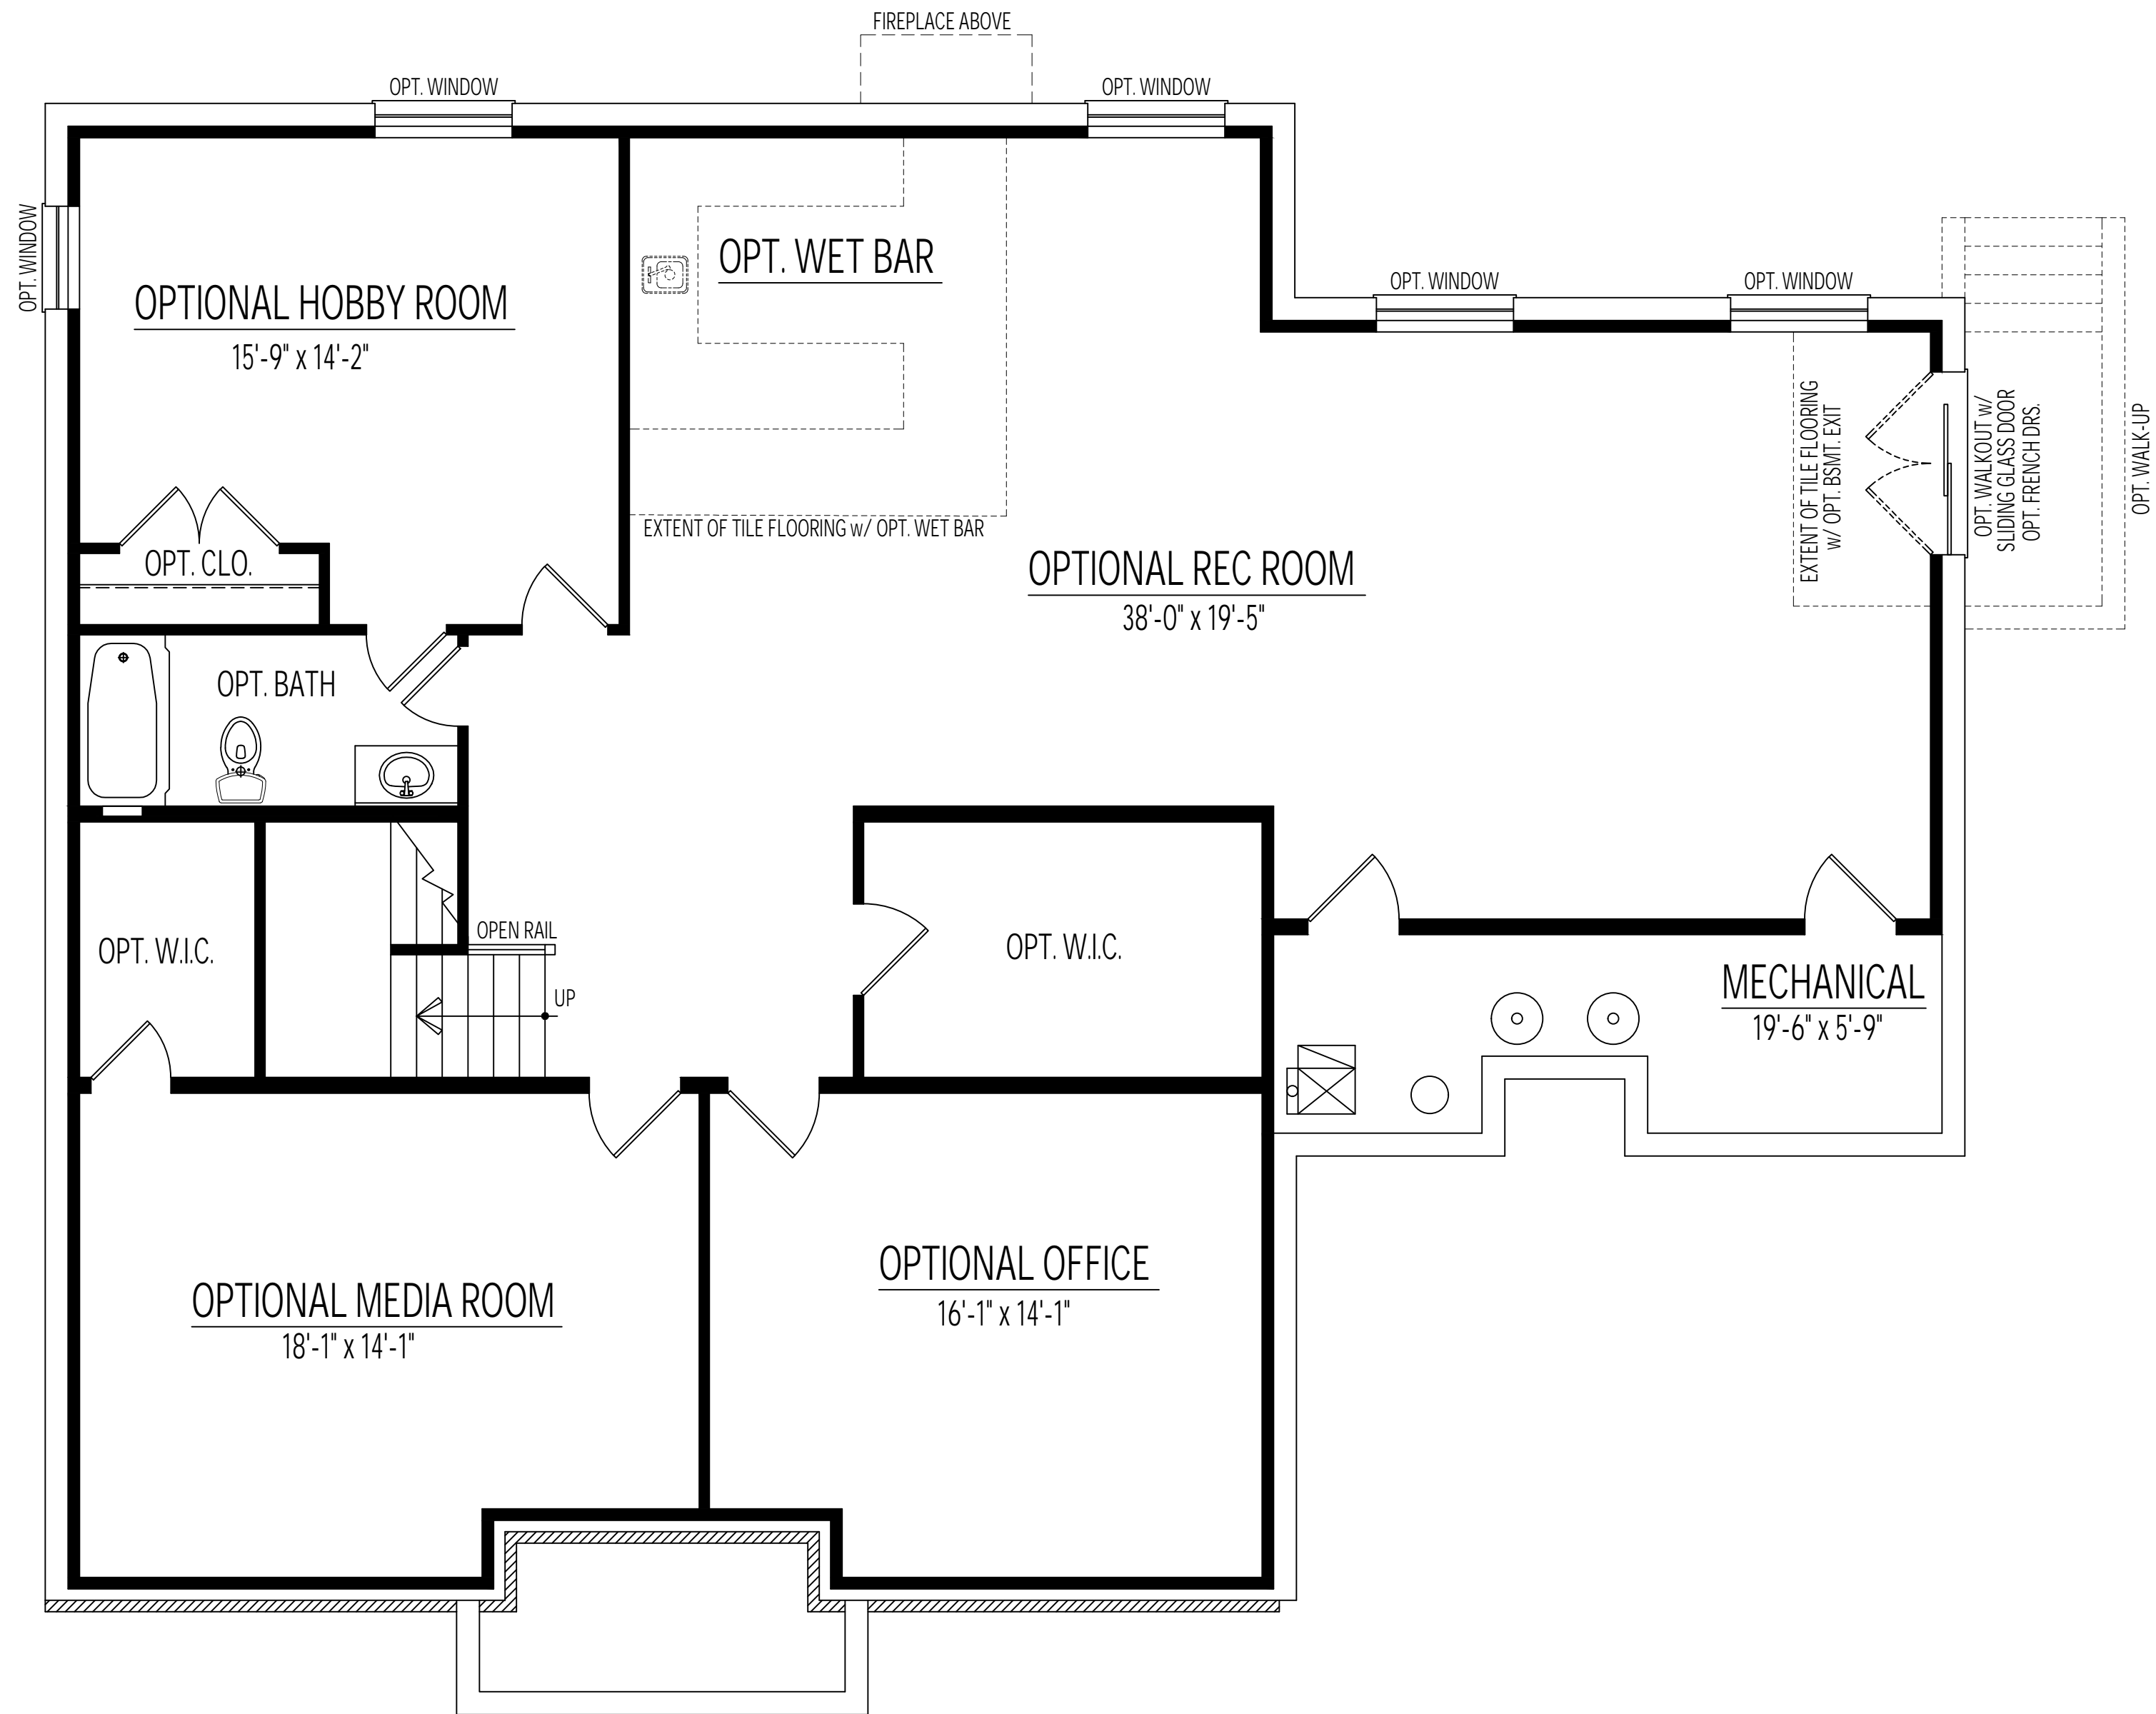 FIREPLACE ABOVE
OPT. WINDOW
OPT. WINDOW
OPT. WINDOW
OPT. WET BAR
OPTIONAL HOBBY ROOM
15'-9" x 14'-2"
OPT. WINDOW
OPT. WINDOW
EXTENT OF TILE FLOORING
w/ OPT. BSMT. EXIT
OPT. WALKOUT w/
SLIDING GLASS DOOR
OPT. FRENCH DRS.
OPT. WALK-UP
EXTENT OF TILE FLOORING w/ OPT. WET BAR
OPT. CLO.
OPTIONAL REC ROOM
38'-0" x 19'-5"
OPT. BATH
OPEN RAIL
OPT. W.I.C.
OPT. W.I.C.
UP
MECHANICAL
19'-6" x 5'-9"
OPTIONAL MEDIA ROOM
18'-1" x 14'-1"
OPTIONAL OFFICE
16'-1" x 14'-1"